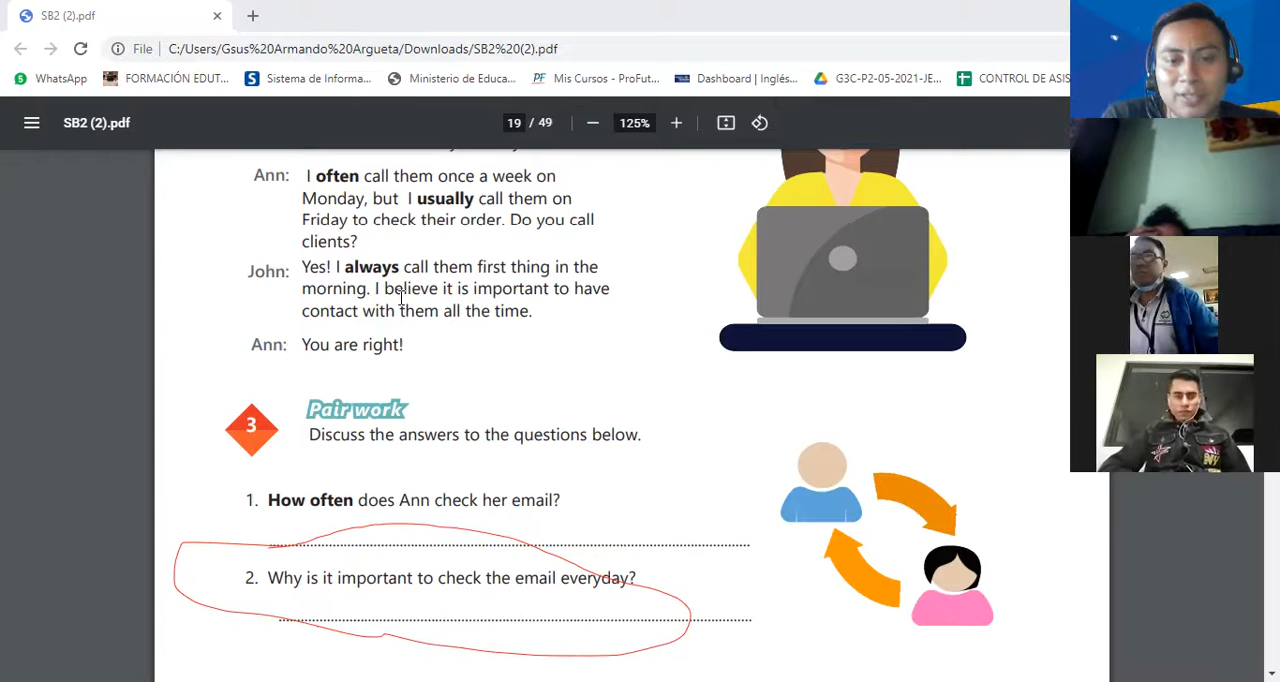 SB2 (2).pdf
File C:/Users/Gsus%20Armando%20Argueta/Downloads/SB2%20(2).pdf
WhatsApp FORMACIÓN EDUT... Sistema de Informa... Ministerio de Educa... PF Mis Cursos - ProFut... Dashboard | Inglés... G3C-P2-05-2021-JE... CONTROL DE ASIS
SB2 (2).pdf 19 / 49 125%
Ann: I often call them once a week on
Monday, but I usually call them on
Friday to check their order. Do you call
clients?
John: Yes! I always call them first thing in the
morning. I believe it is important to have
contact with them all the time.
Ann: You are right!
3 Pair work
Discuss the answers to the questions below.
1. How often does Ann check her email?
2. Why is it important to check the email everyday?